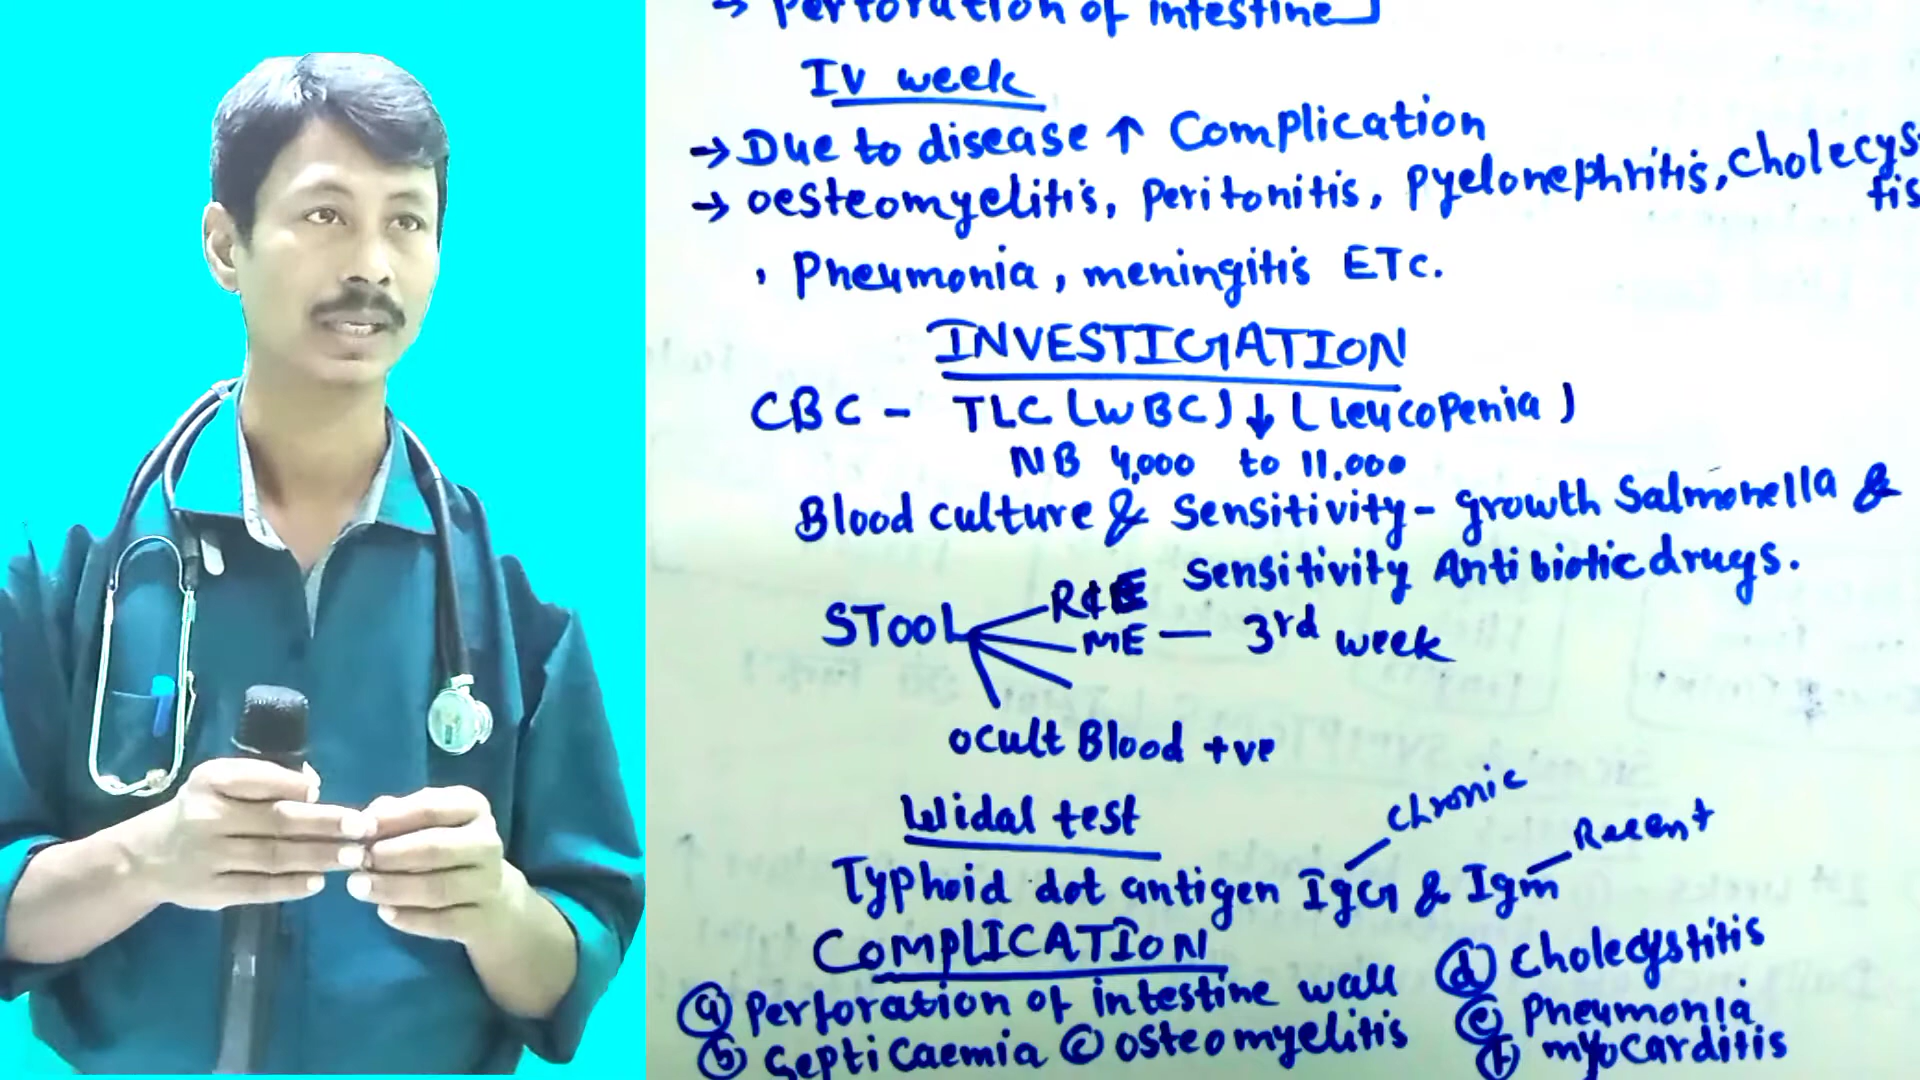 → Perforation of intestine]
IV week
→ Due to disease ↑ Complication
→ oesteomyelitis, Peritonitis, Pyelonephritis, Cholecys
tis
, Pneumonia, meningitis ETc.
INVESTIGATION
CBC - TLC (WBC) ↓ (leucopenia)
NB 4,000 to 11,000
Blood culture & Sensitivity - growth Salmonella &
Sensitivity Antibiotic drugs.
STOOL R&E
ME — 3rd week
ocult Blood +ve
Widal test
chronic
Recent
Typhoid dot antigen IgG & Igm
COMPLICATION
(a) Perforation of intestine wall (d) Cholecystitis
(b) Septicaemia (c) osteomyelitis (e) Pneumonia
(f) myocarditis